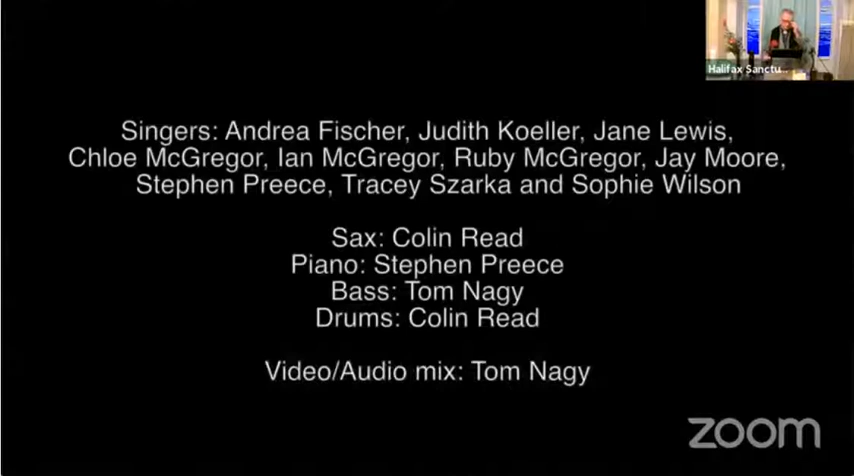 Halifax Sanctu...
Singers: Andrea Fischer, Judith Koeller, Jane Lewis,
Chloe McGregor, Ian McGregor, Ruby McGregor, Jay Moore,
Stephen Preece, Tracey Szarka and Sophie Wilson
Sax: Colin Read
Piano: Stephen Preece
Bass: Tom Nagy
Drums: Colin Read
Video/Audio mix: Tom Nagy
zoom